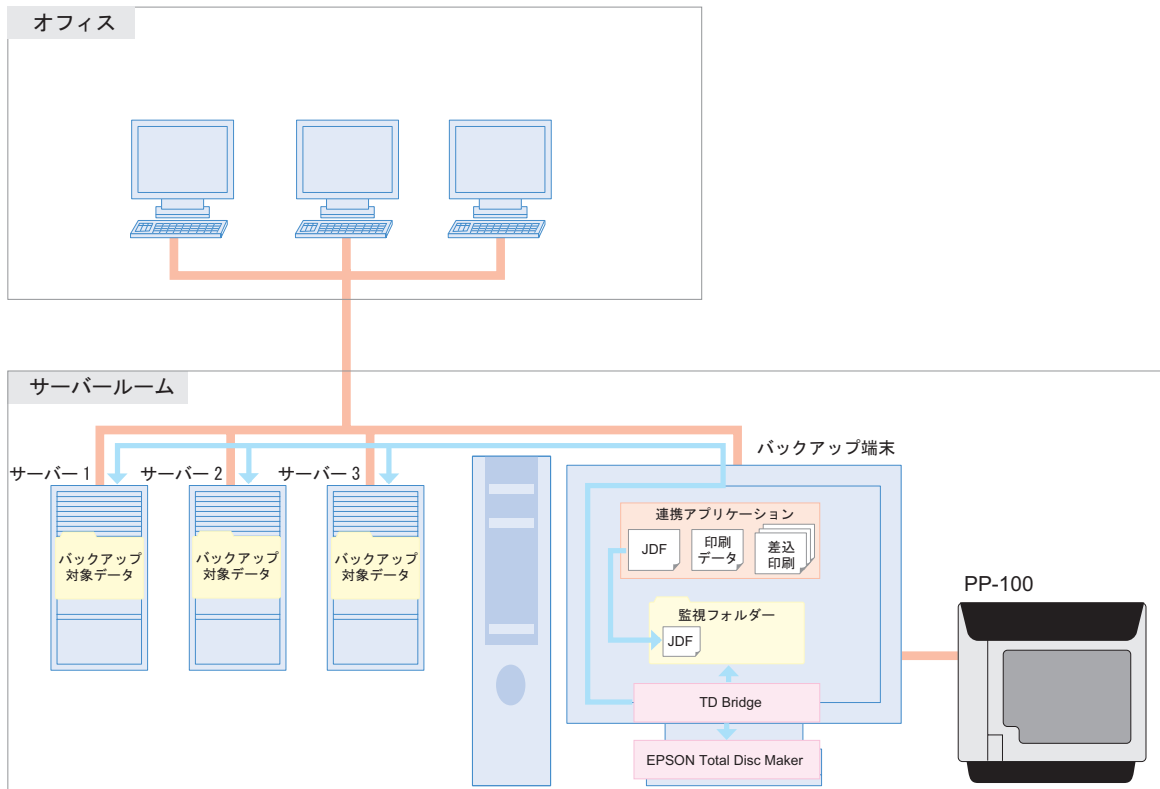 オフィス
サーバールーム
バックアップ端末
サーバー 1
サーバー 2
サーバー 3
バックアップ
対象データ
バックアップ
対象データ
バックアップ
対象データ
連携アプリケーション
JDF
印刷
データ
差込
印刷
監視フォルダー
JDF
TD Bridge
EPSON Total Disc Maker
PP-100